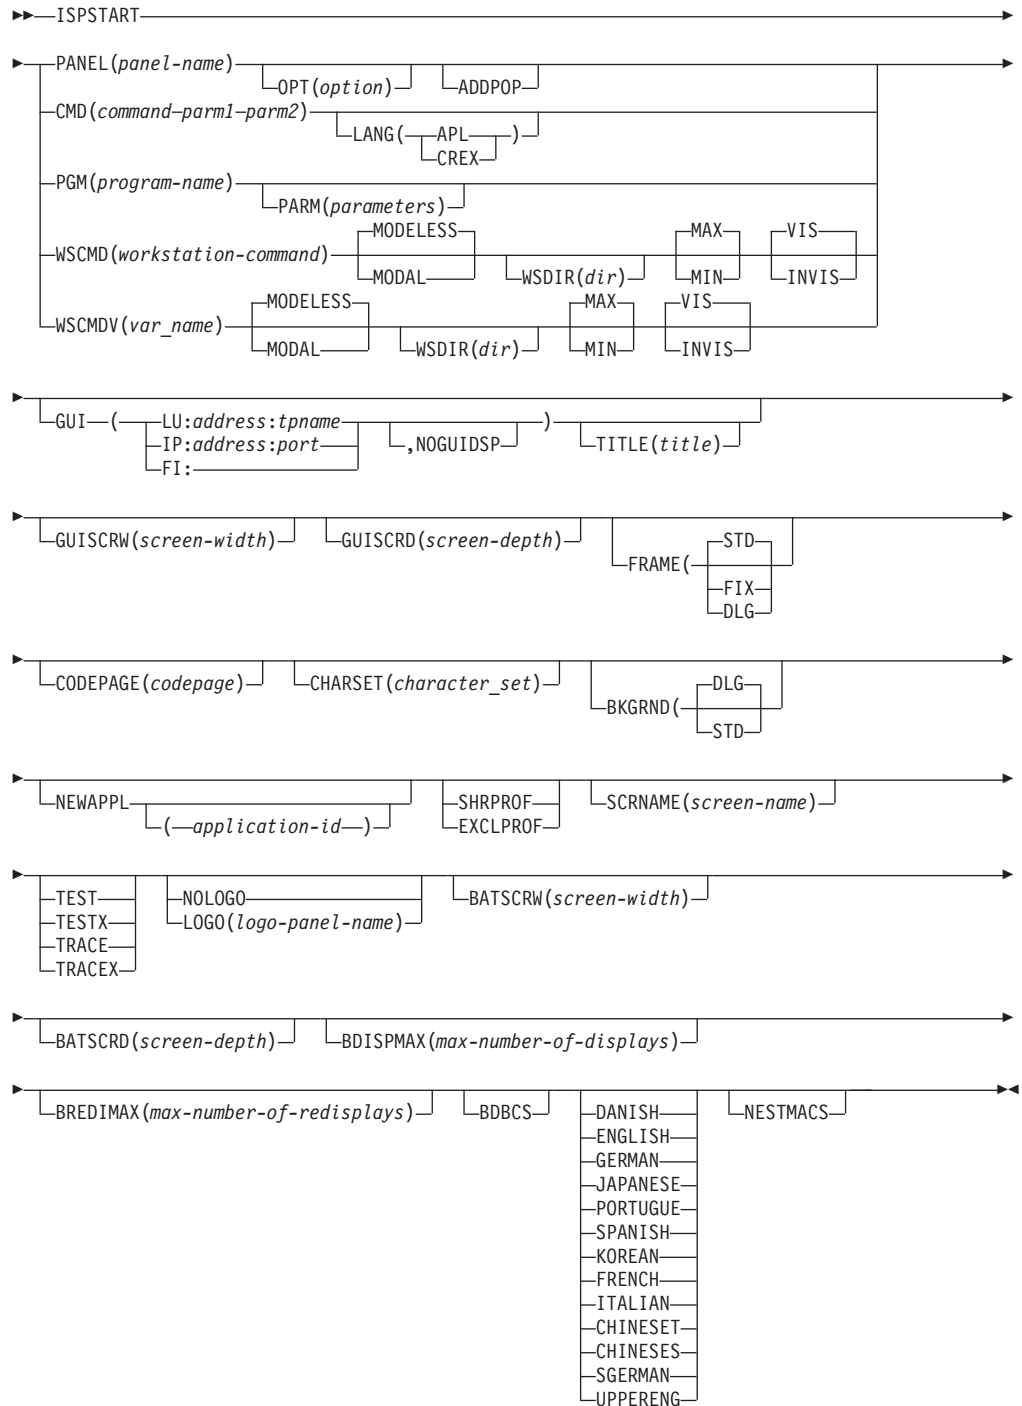 ISPSTART
PANEL(panel-name)
OPT(option)
ADDPOP
CMD(command—parm1—parm2)
LANG(
APL
)
CREX
PGM(program-name)
PARM(parameters)
MODELESS
MAX
VIS
WSCMD(workstation-command)
MODAL
WSDIR(dir)
MIN
INVIS
MODELESS
MAX
VIS
WSCMDV(var_name)
MODAL
WSDIR(dir)
MIN
INVIS
GUI
(
LU:address:tpname
)
IP:address:port
,NOGUIDSP
TITLE(title)
FI:
GUISCRW(screen-width)
GUISCRD(screen-depth)
STD
FRAME(
FIX
DLG
CODEPAGE(codepage)
CHARSET(character_set)
DLG
BKGRND(
STD
NEWAPPL
SHRPROF
SCRNAME(screen-name)
(—application-id—)
EXCLPROF
TEST
NOLOGO
BATSCRW(screen-width)
TESTX
LOGO(logo-panel-name)
TRACE
TRACEX
BATSCRD(screen-depth)
BDISPMAX(max-number-of-displays)
BREDIMAX(max-number-of-redisplays)
BDBCS
DANISH
NESTMACS
ENGLISH
GERMAN
JAPANESE
PORTUGUE
SPANISH
KOREAN
FRENCH
ITALIAN
CHINESET
CHINESES
SGERMAN
UPPERENG